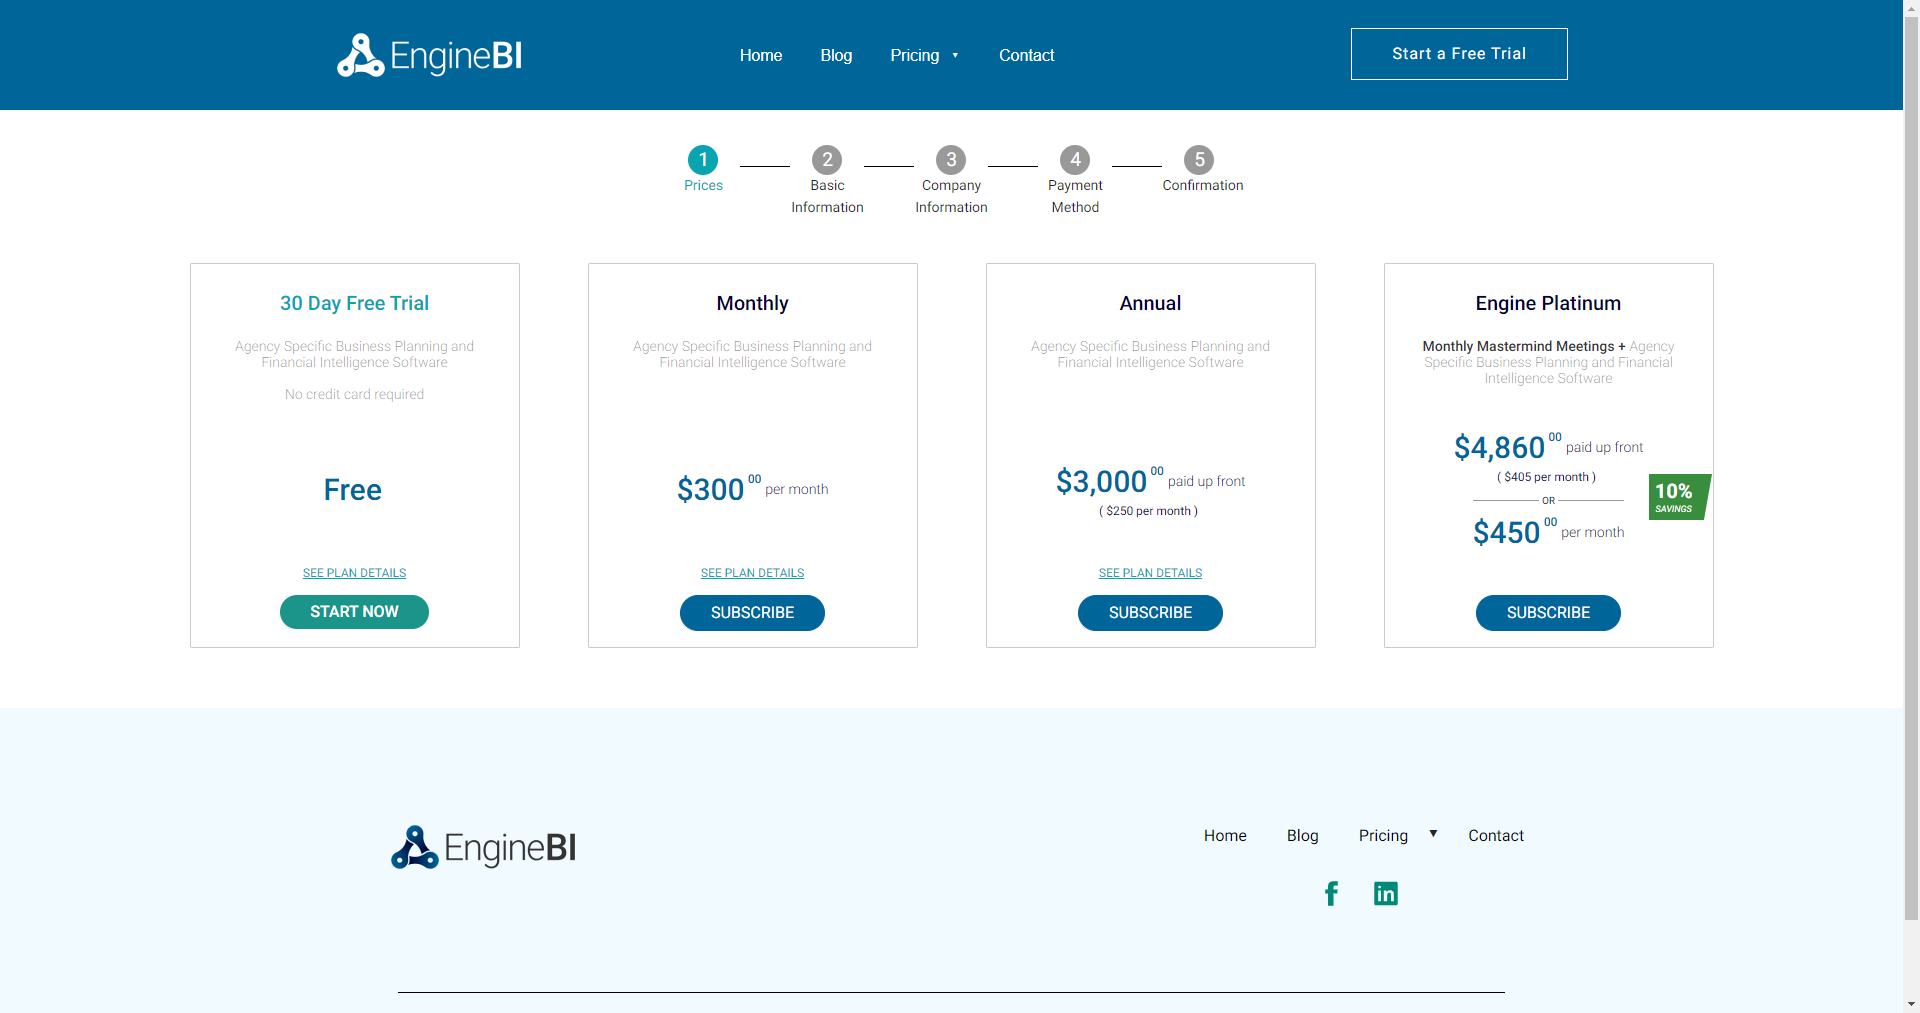 EngineBI
Home Blog Pricing ▼ Contact
Start a Free Trial
1 2 3 4 5
Prices Basic Information Company Information Payment Method Confirmation
30 Day Free Trial
Agency Specific Business Planning and
Financial Intelligence Software
No credit card required
Free
SEE PLAN DETAILS
START NOW
Monthly
Agency Specific Business Planning and
Financial Intelligence Software
$300 00 per month
SEE PLAN DETAILS
SUBSCRIBE
Annual
Agency Specific Business Planning and
Financial Intelligence Software
$3,000 00 paid up front
( $250 per month )
SEE PLAN DETAILS
SUBSCRIBE
Engine Platinum
Monthly Mastermind Meetings + Agency
Specific Business Planning and Financial
Intelligence Software
$4,860 00 paid up front
( $405 per month )
OR
10%
SAVINGS
$450 00 per month
SUBSCRIBE
EngineBI
Home Blog Pricing ▼ Contact
f in